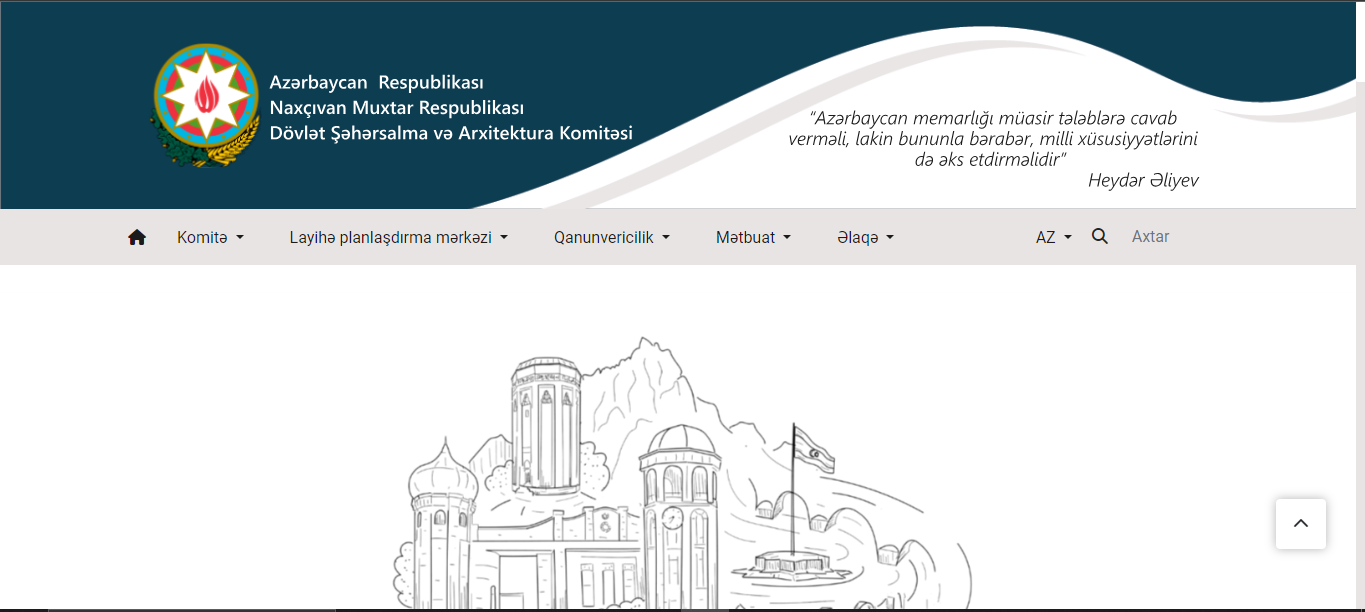 Azərbaycan Respublikası
Naxçıvan Muxtar Respublikası
Dövlət Şəhərsalma və Arxitektura Komitəsi
"Azərbaycan memarlığı müasir tələblərə cavab
verməli, lakin bununla bərabər, milli xüsusiyyətlərini
də əks etdirməlidir"
Heydər Əliyev
Komitə
Layihə planlaşdırma mərkəzi
Qanunvericilik
Mətbuat
Əlaqə
AZ
Axtar